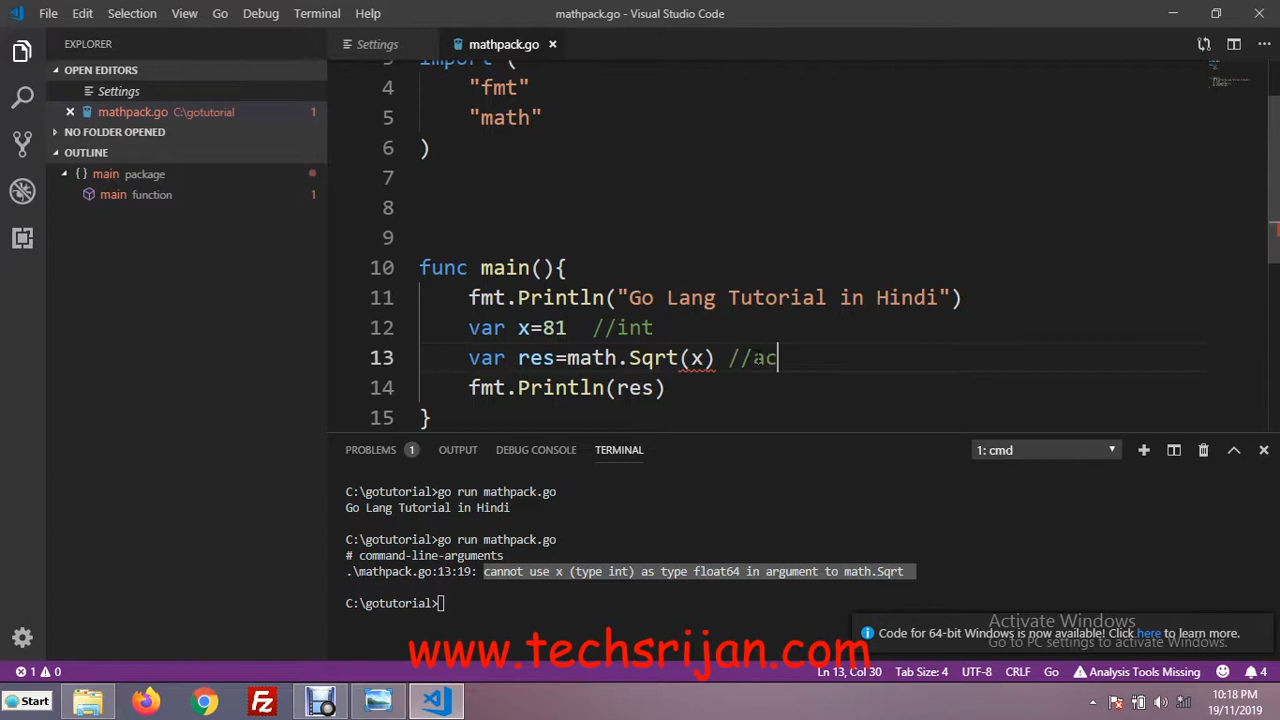 File Edit Selection View Go Debug Terminal Help mathpack.go - Visual Studio Code
EXPLORER
OPEN EDITORS
Settings
mathpack.go C:\gotutorial 1
NO FOLDER OPENED
OUTLINE
{ } main package
main function 1
Settings mathpack.go
3 import (
4 "fmt"
5 "math"
6 )
7
8
9
10 func main(){
11 fmt.Println("Go Lang Tutorial in Hindi")
12 var x=81 //int
13 var res=math.Sqrt(x) //ac
14 fmt.Println(res)
15 }
PROBLEMS 1 OUTPUT DEBUG CONSOLE TERMINAL 1: cmd
C:\gotutorial>go run mathpack.go
Go Lang Tutorial in Hindi
C:\gotutorial>go run mathpack.go
# command-line-arguments
.\mathpack.go:13:19: cannot use x (type int) as type float64 in argument to math.Sqrt
C:\gotutorial>
Activate Windows
Go to PC settings to activate Windows.
Code for 64-bit Windows is now available! Click here to learn more.
www.techsrijan.com
1 0 Ln 13, Col 30 Tab Size: 4 UTF-8 CRLF Go Analysis Tools Missing 4
Start 10:18 PM
19/11/2019